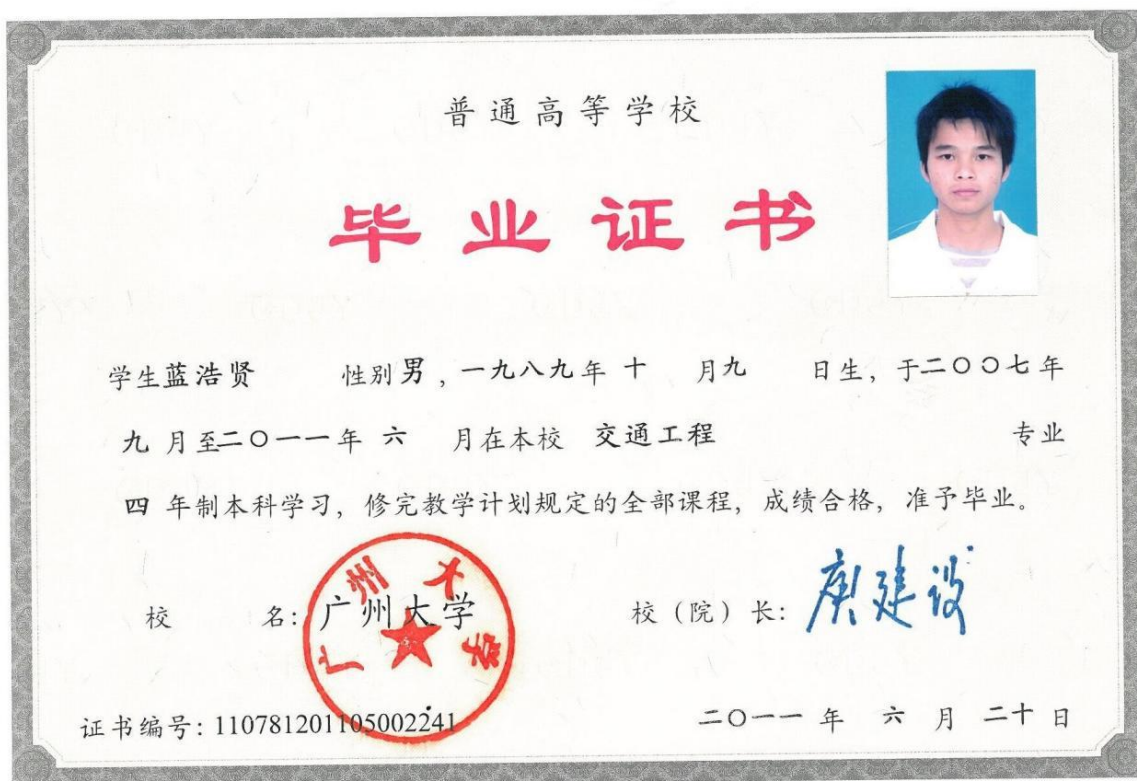 普通高等学校
毕业证书
学生蓝浩贤 性别男,一九八九年十月九日生,于二〇〇七年
九月至二〇一一年六月在本校 交通工程 专业
四年制本科学习,修完教学计划规定的全部课程,成绩合格,准予毕业。
校名:广州大学 校(院)长:庾建设
广州大学
证书编号:110781201105002241 二〇一一年六月二十日